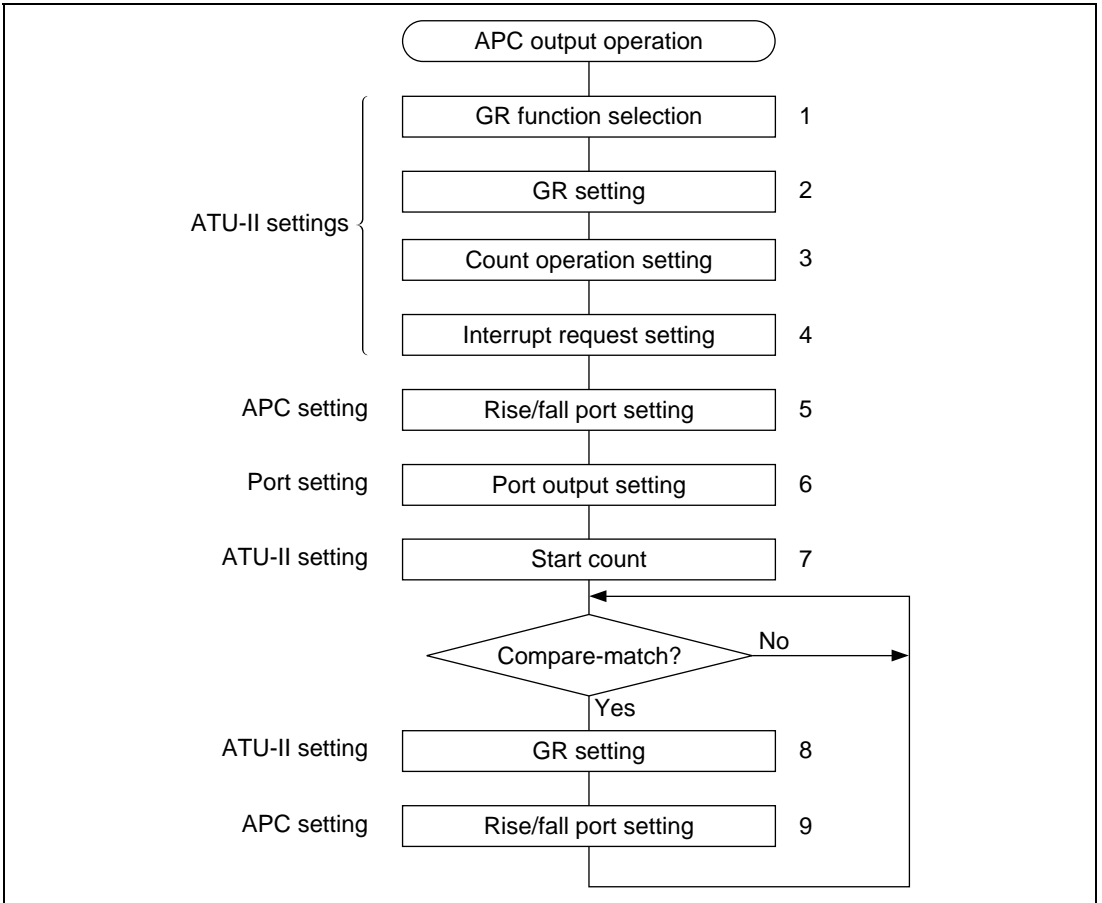 APC output operation
GR function selection 1
GR setting 2
ATU-II settings
Count operation setting 3
Interrupt request setting 4
APC setting Rise/fall port setting 5
Port setting Port output setting 6
ATU-II setting Start count 7
Compare-match? No
Yes
ATU-II setting GR setting 8
APC setting Rise/fall port setting 9